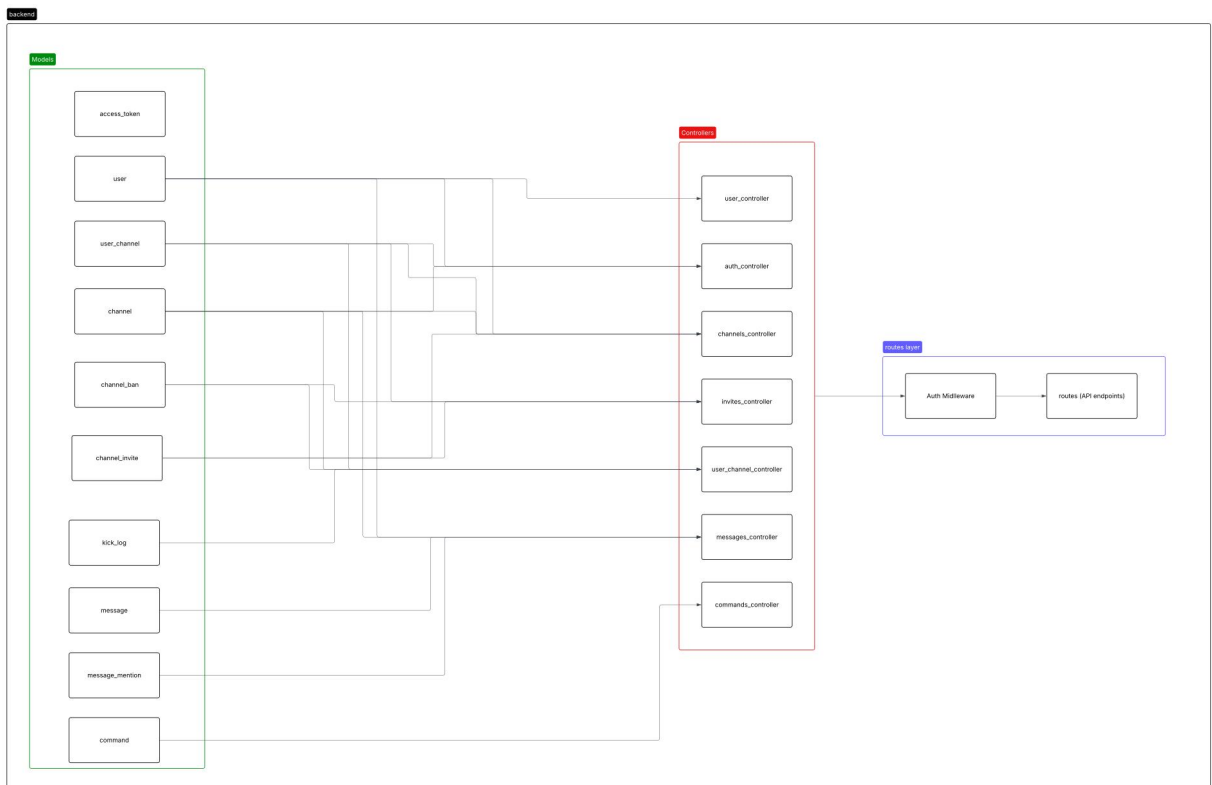 backend
Models
access_token
user
user_channel
channel
channel_ban
channel_invite
kick_log
message
message_mention
command
Controllers
user_controller
auth_controller
channels_controller
invites_controller
user_channel_controller
messages_controller
commands_controller
routes layer
Auth Midlleware
routes (API endpoints)